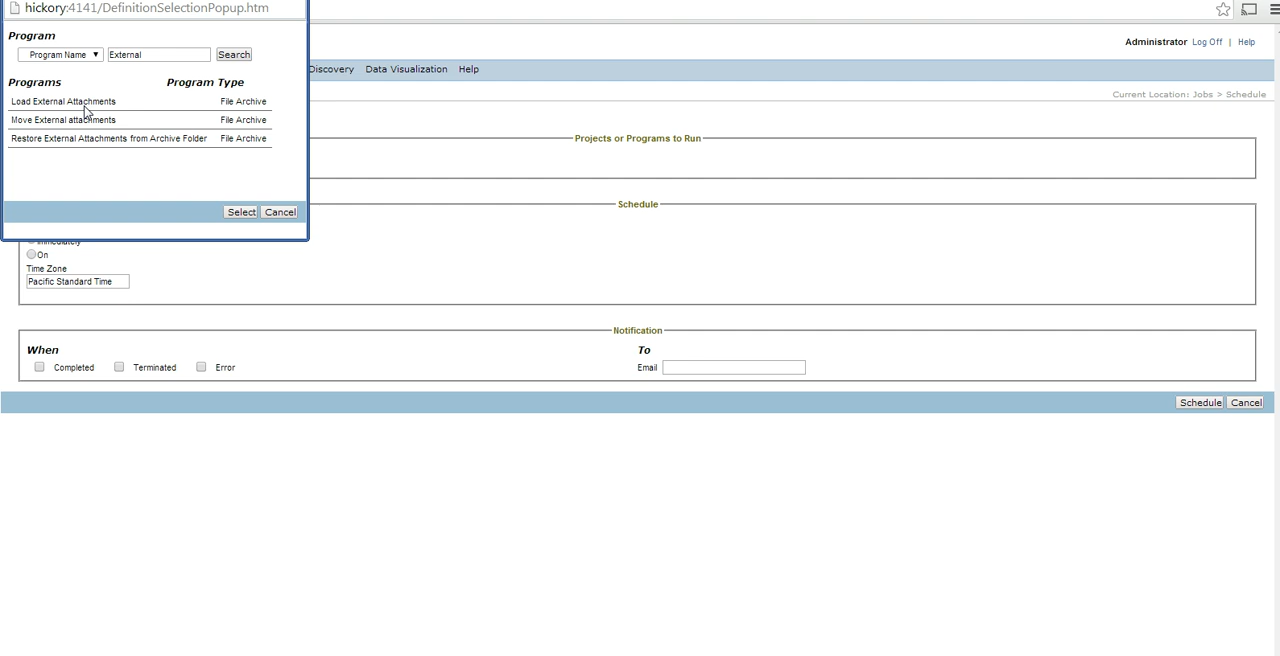 hickory:4141/DefinitionSelectionPopup.htm
Program
Program Name ▼ External Search
Programs Program Type
Load External Attachments File Archive
Move External attachments File Archive
Restore External Attachments from Archive Folder File Archive
Select Cancel
Administrator Log Off | Help
Discovery Data Visualization Help
Current Location: Jobs > Schedule
Projects or Programs to Run
Schedule
Immediately
On
Time Zone
Pacific Standard Time
Notification
When To
Completed Terminated Error Email
Schedule Cancel